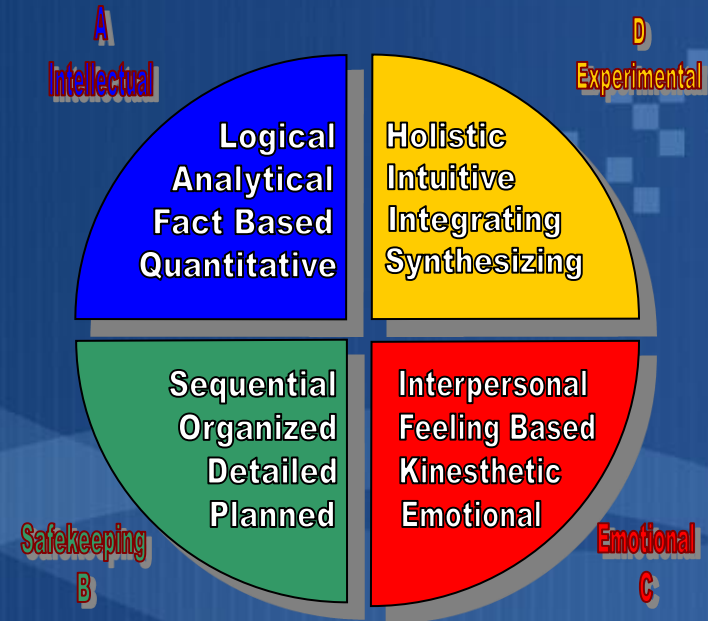 A
Intellectual
Logical
Analytical
Fact Based
Quantitative
D
Experimental
Holistic
Intuitive
Integrating
Synthesizing
Sequential
Organized
Detailed
Planned
Safekeeping
B
Interpersonal
Feeling Based
Kinesthetic
Emotional
Emotional
C